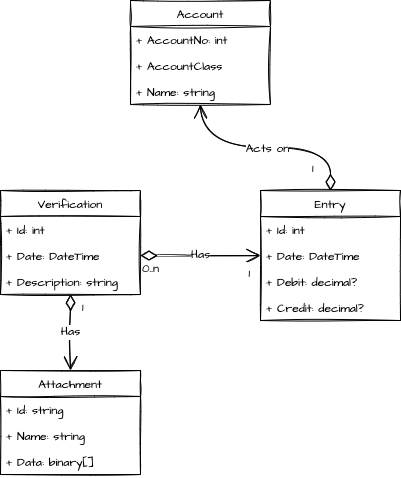 Account
+ AccountNo: int
+ AccountClass
+ Name: string
Acts on
1
Verification
+ Id: int
+ Date: DateTime
+ Description: string
Has
0..n
1
Entry
+ Id: int
+ Date: DateTime
+ Debit: decimal?
+ Credit: decimal?
1
Has
Attachment
+ Id: string
+ Name: string
+ Data: binary[]